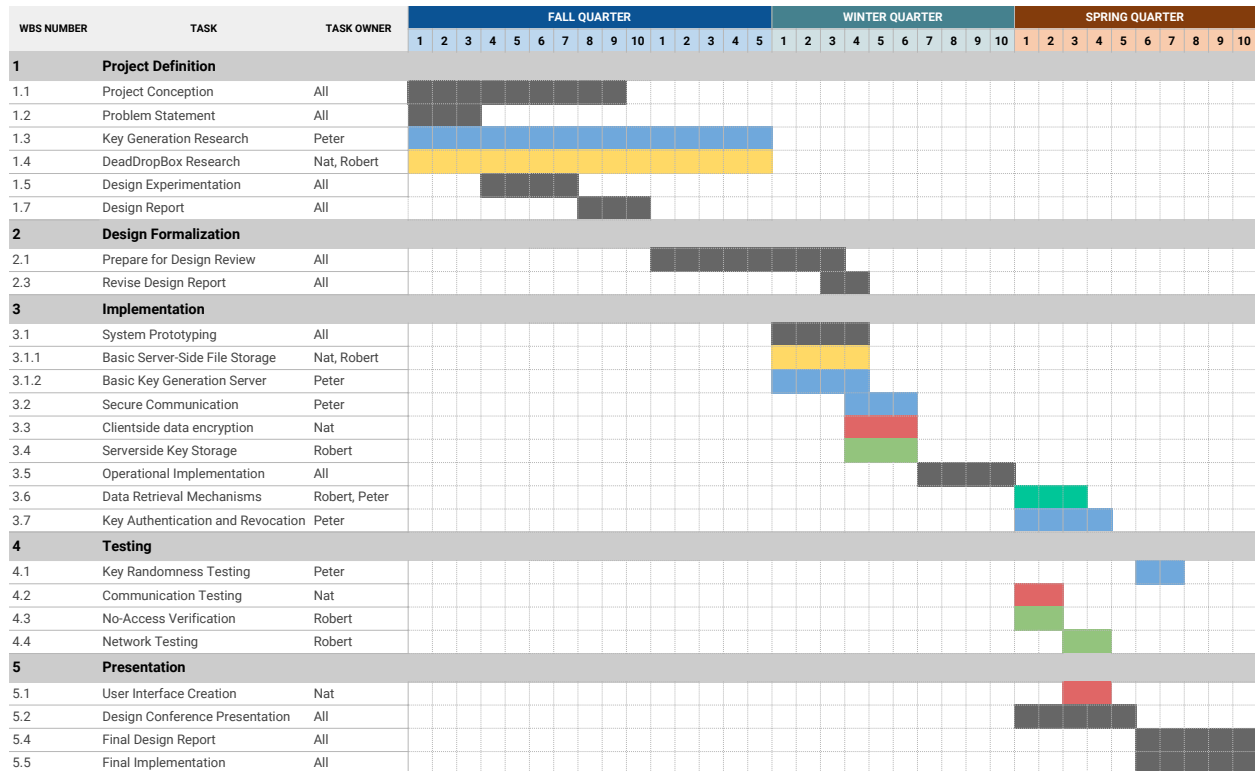 WBS NUMBER TASK TASK OWNER FALL QUARTER WINTER QUARTER SPRING QUARTER
1 2 3 4 5 6 7 8 9 10 1 2 3 4 5 1 2 3 4 5 6 7 8 9 10 1 2 3 4 5 6 7 8 9 10
1 Project Definition
1.1 Project Conception All
1.2 Problem Statement All
1.3 Key Generation Research Peter
1.4 DeadDropBox Research Nat, Robert
1.5 Design Experimentation All
1.7 Design Report All
2 Design Formalization
2.1 Prepare for Design Review All
2.3 Revise Design Report All
3 Implementation
3.1 System Prototyping All
3.1.1 Basic Server-Side File Storage Nat, Robert
3.1.2 Basic Key Generation Server Peter
3.2 Secure Communication Peter
3.3 Clientside data encryption Nat
3.4 Serverside Key Storage Robert
3.5 Operational Implementation All
3.6 Data Retrieval Mechanisms Robert, Peter
3.7 Key Authentication and Revocation Peter
4 Testing
4.1 Key Randomness Testing Peter
4.2 Communication Testing Nat
4.3 No-Access Verification Robert
4.4 Network Testing Robert
5 Presentation
5.1 User Interface Creation Nat
5.2 Design Conference Presentation All
5.4 Final Design Report All
5.5 Final Implementation All